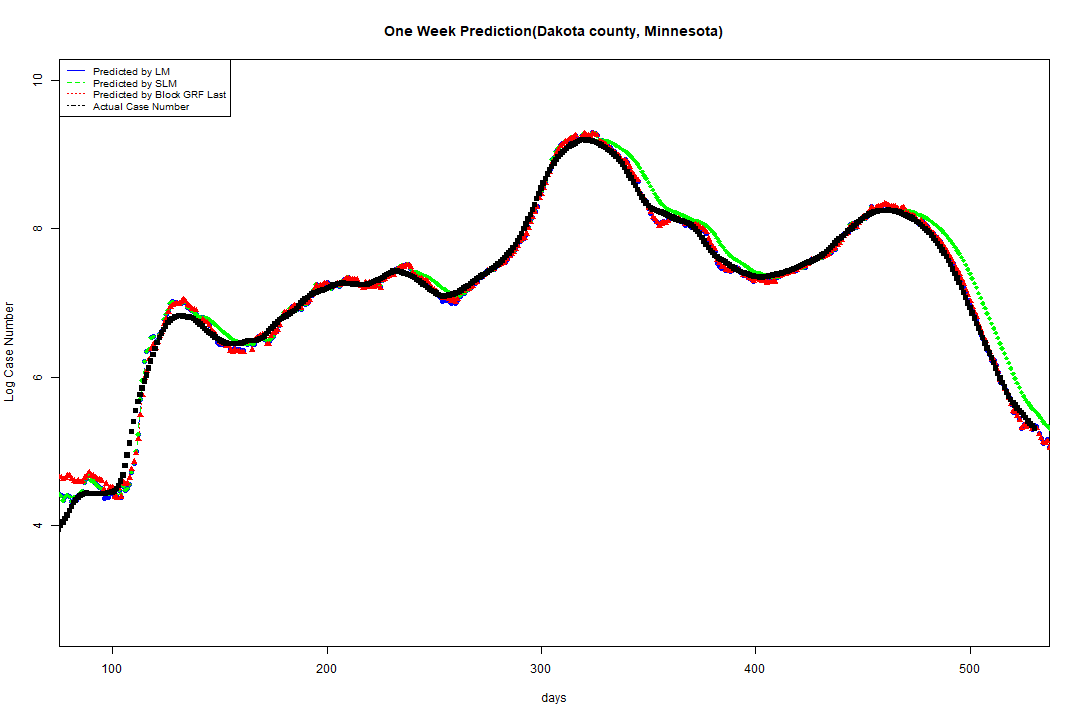 One Week Prediction(Dakota county, Minnesota)
Predicted by LM
Predicted by SLM
Predicted by Block GRF Last
Actual Case Number
10
8
6
4
Log Case Number
100 200 300 400 500
days